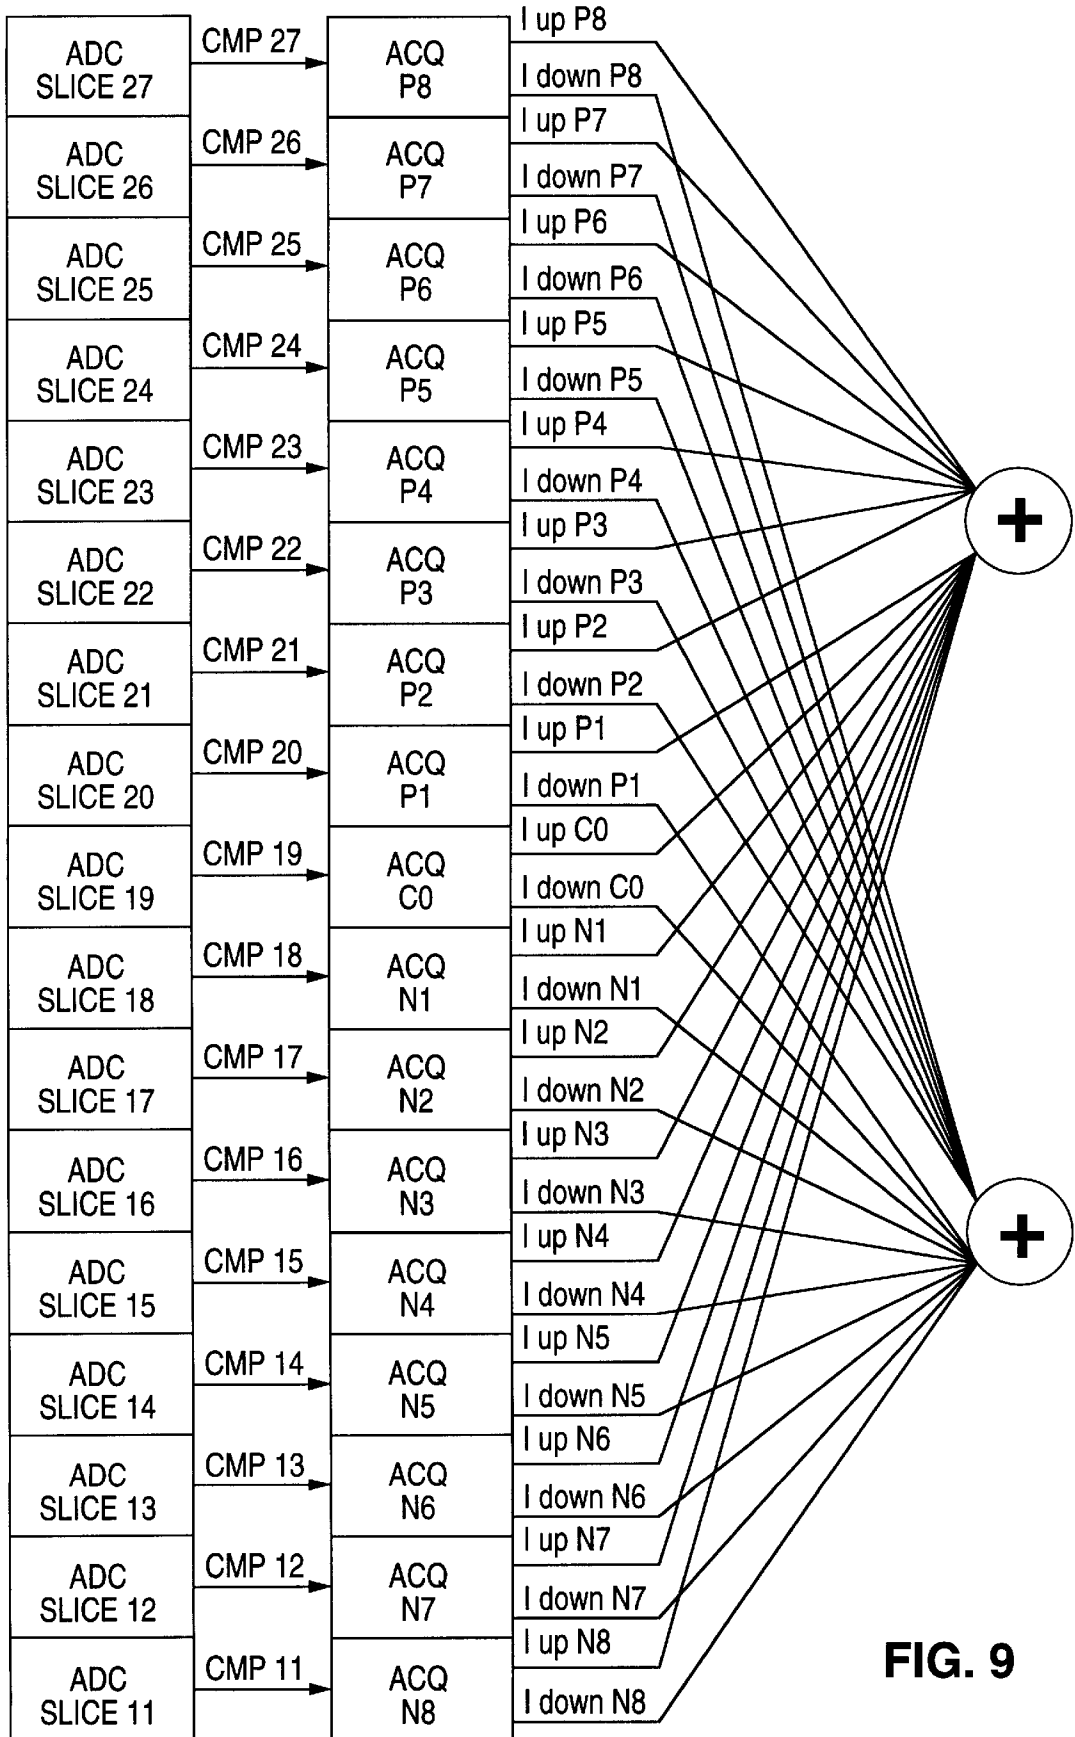 ADC
SLICE 27
CMP 27
ACQ
P8
I up P8
I down P8
ADC
SLICE 26
CMP 26
ACQ
P7
I up P7
I down P7
ADC
SLICE 25
CMP 25
ACQ
P6
I up P6
I down P6
ADC
SLICE 24
CMP 24
ACQ
P5
I up P5
I down P5
ADC
SLICE 23
CMP 23
ACQ
P4
I up P4
I down P4
ADC
SLICE 22
CMP 22
ACQ
P3
I up P3
I down P3
ADC
SLICE 21
CMP 21
ACQ
P2
I up P2
I down P2
ADC
SLICE 20
CMP 20
ACQ
P1
I up P1
I down P1
ADC
SLICE 19
CMP 19
ACQ
C0
I up C0
I down C0
ADC
SLICE 18
CMP 18
ACQ
N1
I up N1
I down N1
ADC
SLICE 17
CMP 17
ACQ
N2
I up N2
I down N2
ADC
SLICE 16
CMP 16
ACQ
N3
I up N3
I down N3
ADC
SLICE 15
CMP 15
ACQ
N4
I up N4
I down N4
ADC
SLICE 14
CMP 14
ACQ
N5
I up N5
I down N5
ADC
SLICE 13
CMP 13
ACQ
N6
I up N6
I down N6
ADC
SLICE 12
CMP 12
ACQ
N7
I up N7
I down N7
ADC
SLICE 11
CMP 11
ACQ
N8
I up N8
I down N8
+
+
FIG. 9